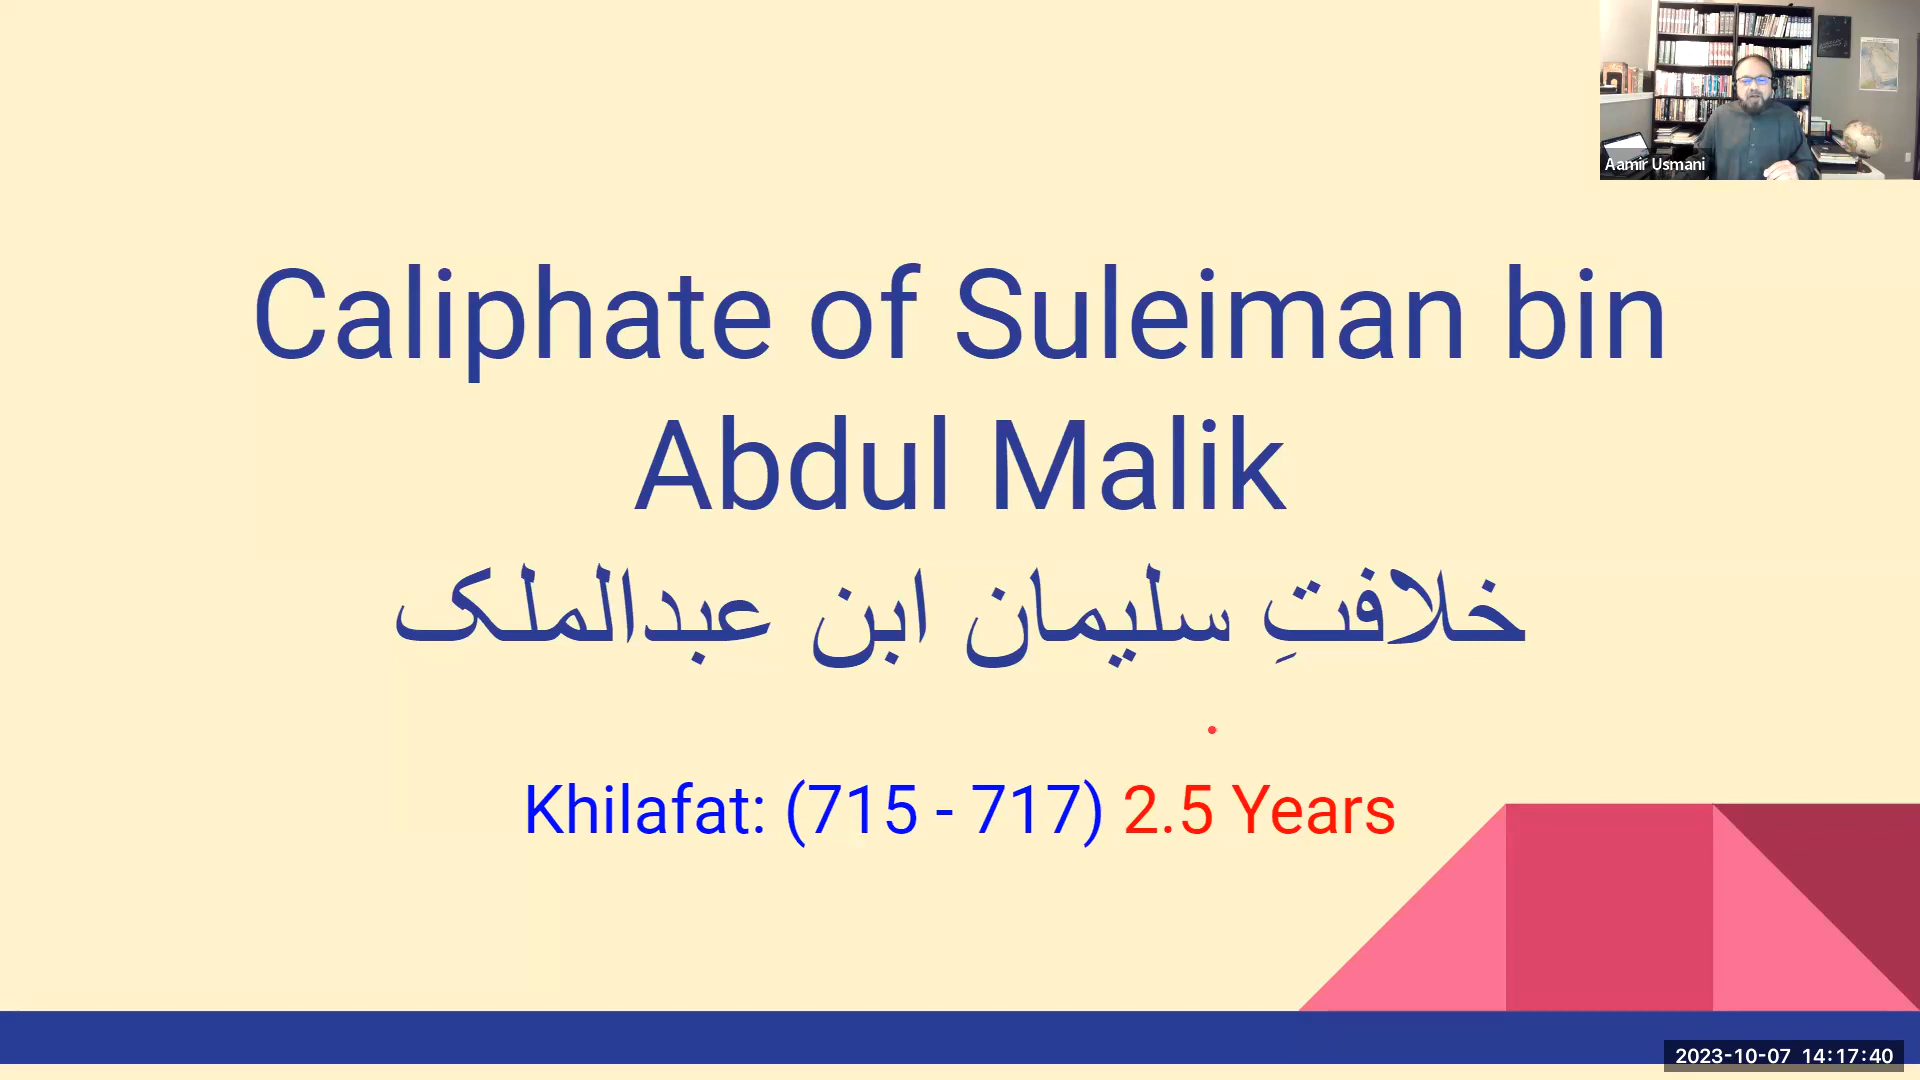 Aamir Usmani
Caliphate of Suleiman bin
Abdul Malik
خلافتِ سلیمان ابن عبدالملک
Khilafat: (715 - 717) 2.5 Years
2023-10-07 14:17:40